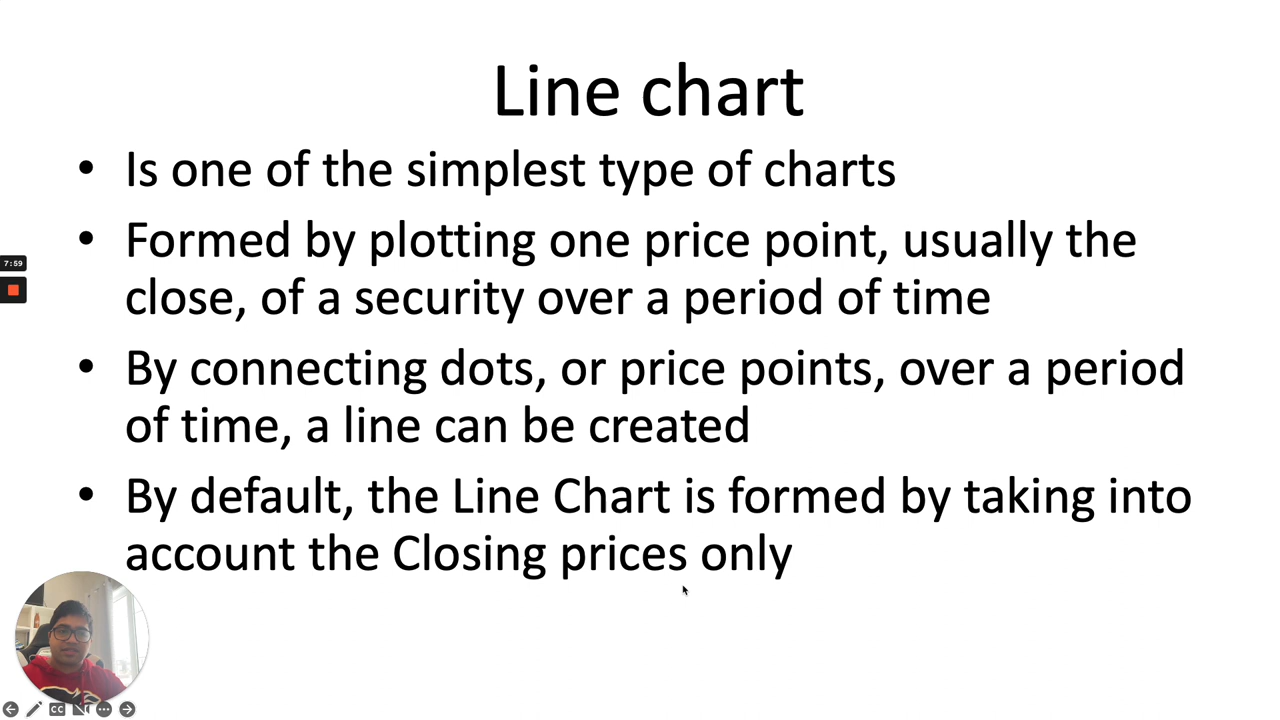 Line chart
• Is one of the simplest type of charts
• Formed by plotting one price point, usually the
close, of a security over a period of time
7:59
• By connecting dots, or price points, over a period
of time, a line can be created
• By default, the Line Chart is formed by taking into
account the Closing prices only
CC